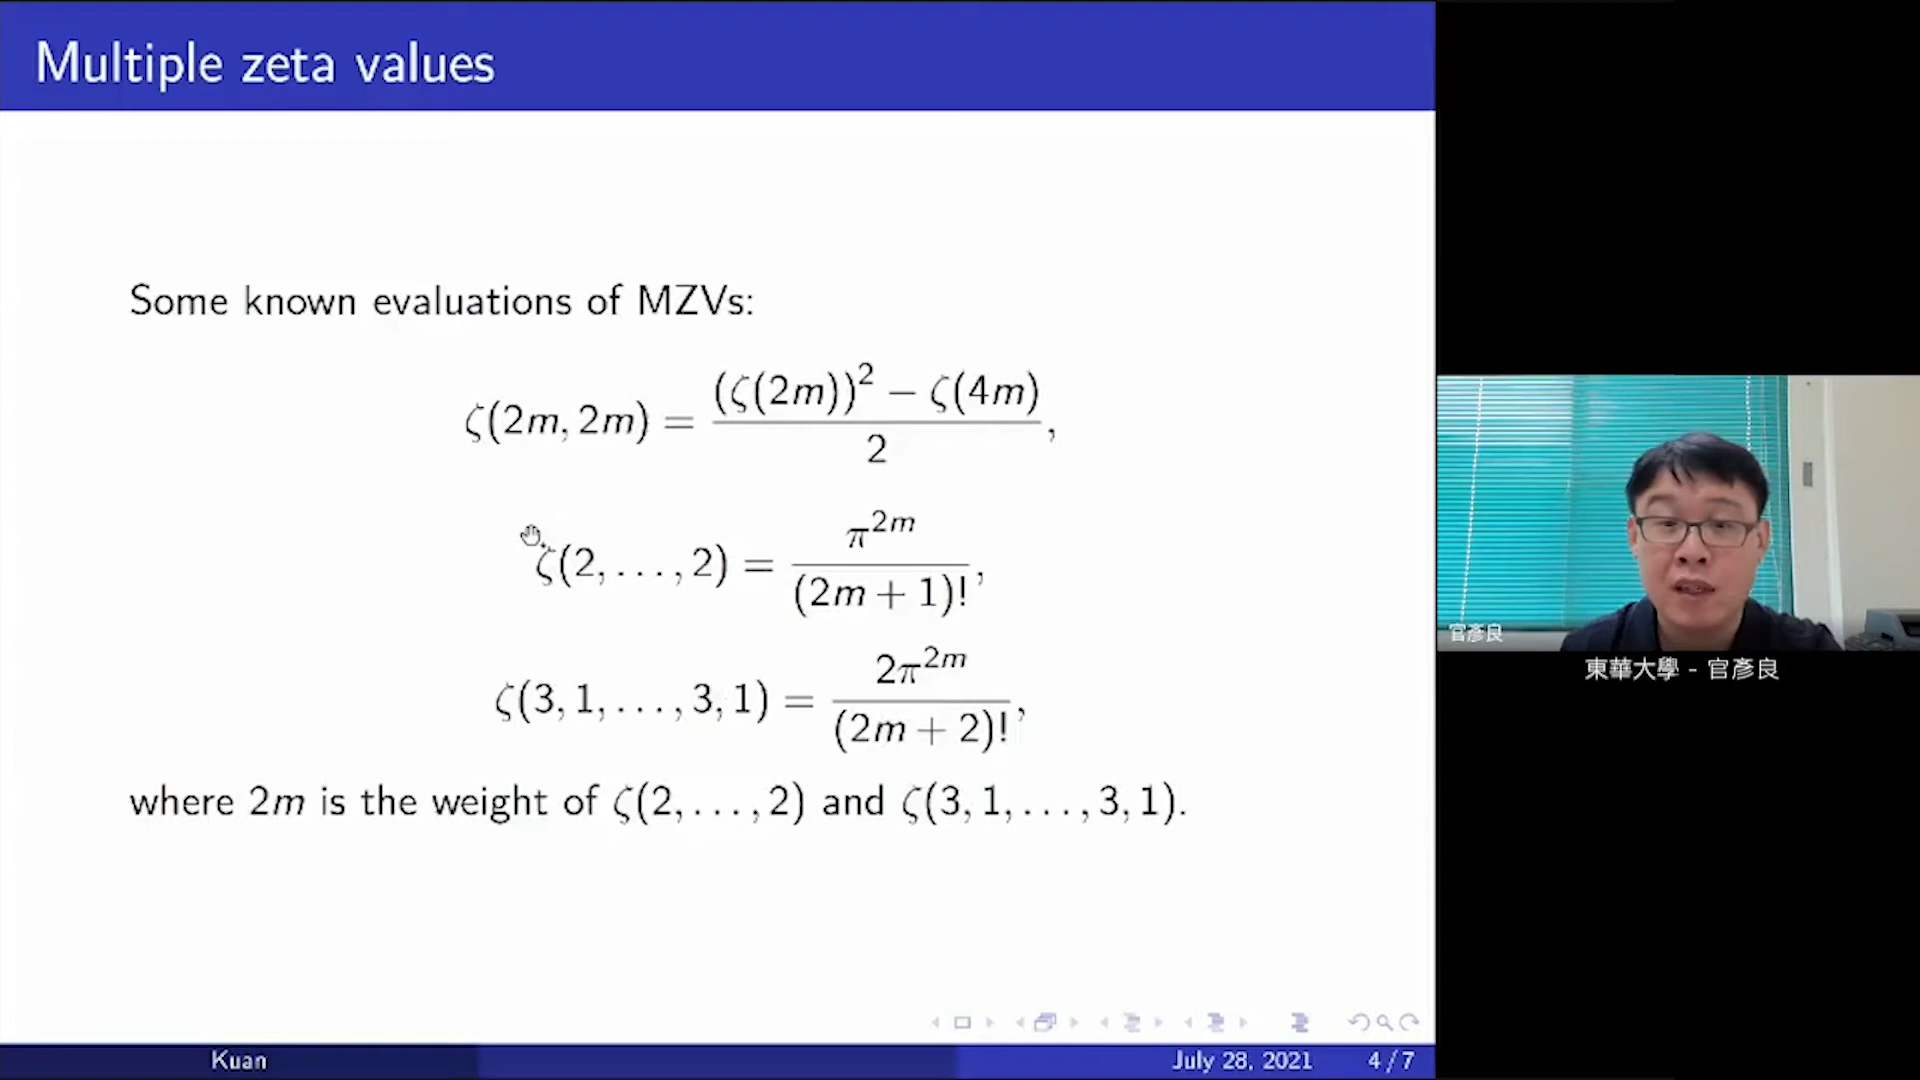 Multiple zeta values
Some known evaluations of MZVs:
ζ(2m, 2m) = ((ζ(2m))² − ζ(4m)) / 2,
ζ(2, . . . , 2) = π^{2m} / (2m + 1)!,
ζ(3, 1, . . . , 3, 1) = 2π^{2m} / (2m + 2)!,
where 2m is the weight of ζ(2, . . . , 2) and ζ(3, 1, . . . , 3, 1).
官彥良
東華大學 - 官彥良
Kuan July 28, 2021 4 / 7